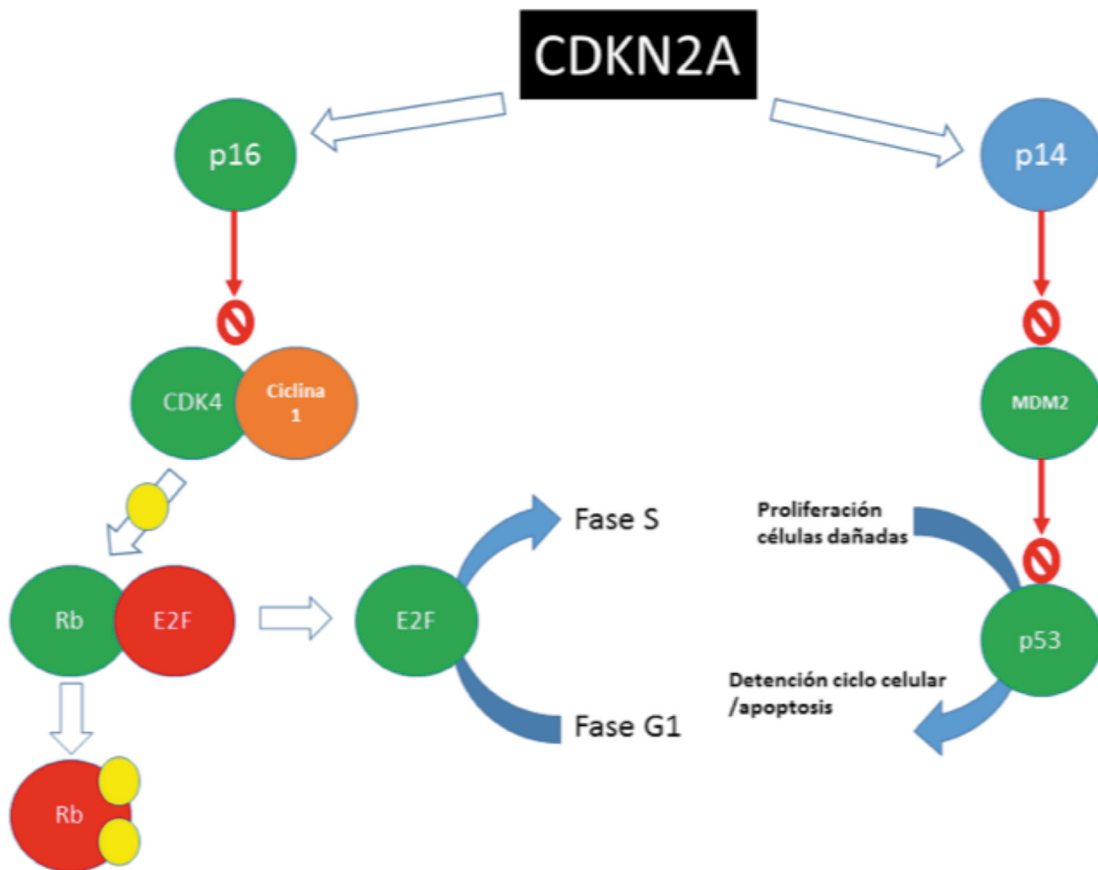 CDKN2A
p16
p14
CDK4
Ciclina
1
MDM2
Fase S
Proliferación
células dañadas
Rb
E2F
E2F
p53
Detención ciclo celular
/apoptosis
Fase G1
Rb